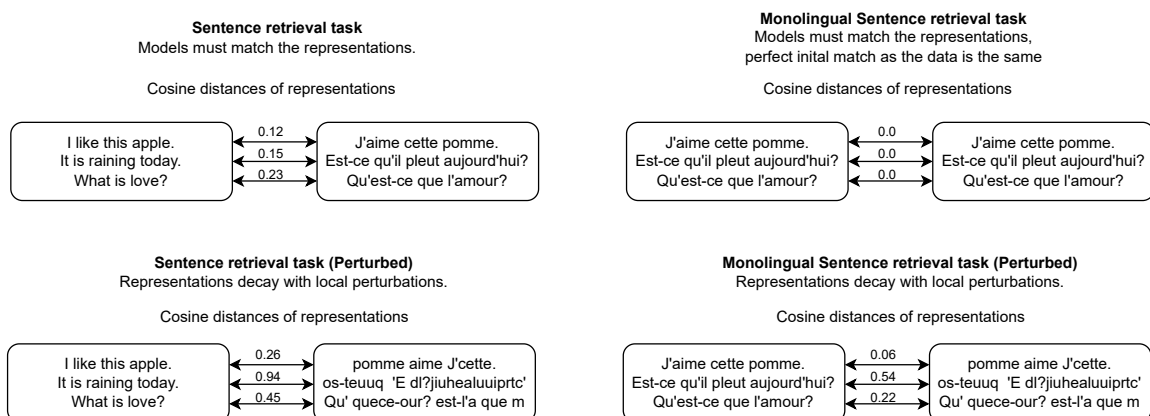 Sentence retrieval task
Models must match the representations.
Cosine distances of representations
I like this apple.
It is raining today.
What is love?
0.12
0.15
0.23
J'aime cette pomme.
Est-ce qu'il pleut aujourd'hui?
Qu'est-ce que l'amour?
Monolingual Sentence retrieval task
Models must match the representations,
perfect inital match as the data is the same
Cosine distances of representations
J'aime cette pomme.
Est-ce qu'il pleut aujourd'hui?
Qu'est-ce que l'amour?
0.0
0.0
0.0
J'aime cette pomme.
Est-ce qu'il pleut aujourd'hui?
Qu'est-ce que l'amour?
Sentence retrieval task (Perturbed)
Representations decay with local perturbations.
Cosine distances of representations
I like this apple.
It is raining today.
What is love?
0.26
0.94
0.45
pomme aime J'cette.
os-teuuq 'E dl?jiuhealuuiprtc'
Qu' quece-our? est-l'a que m
Monolingual Sentence retrieval task (Perturbed)
Representations decay with local perturbations.
Cosine distances of representations
J'aime cette pomme.
Est-ce qu'il pleut aujourd'hui?
Qu'est-ce que l'amour?
0.06
0.54
0.22
pomme aime J'cette.
os-teuuq 'E dl?jiuhealuuiprtc'
Qu' quece-our? est-l'a que m